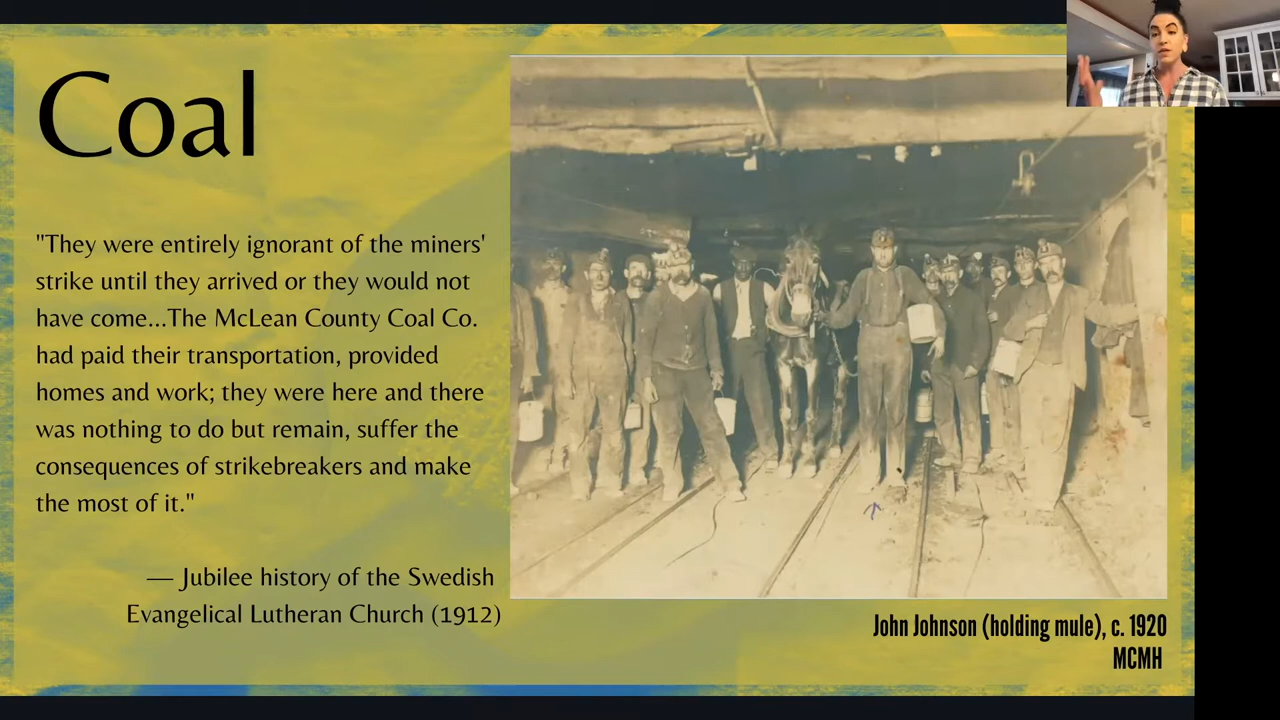 Coal
"They were entirely ignorant of the miners'
strike until they arrived or they would not
have come...The McLean County Coal Co.
had paid their transportation, provided
homes and work; they were here and there
was nothing to do but remain, suffer the
consequences of strikebreakers and make
the most of it."
— Jubilee history of the Swedish
Evangelical Lutheran Church (1912)
John Johnson (holding mule), c. 1920
MCMH